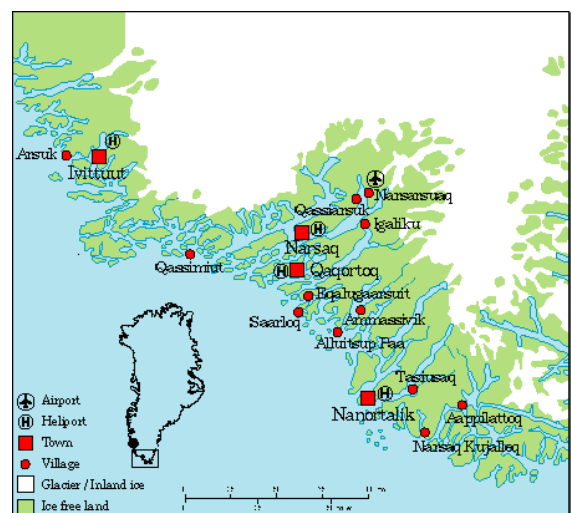 Arsuk
Ivittuut
H
Narsarsuaq
Qassiarsuk
Igaliku
H
Narsaq
Qassimiut
H
Qaqortoq
Eqalugaarsuit
Saarloq
Ammassivik
Alluitsup Paa
Tasiusaq
H
Nanortalik
Aappilattoq
Narsaq Kujalleq
Airport
H Heliport
Town
Village
Glacier / Inland ice
Ice free land